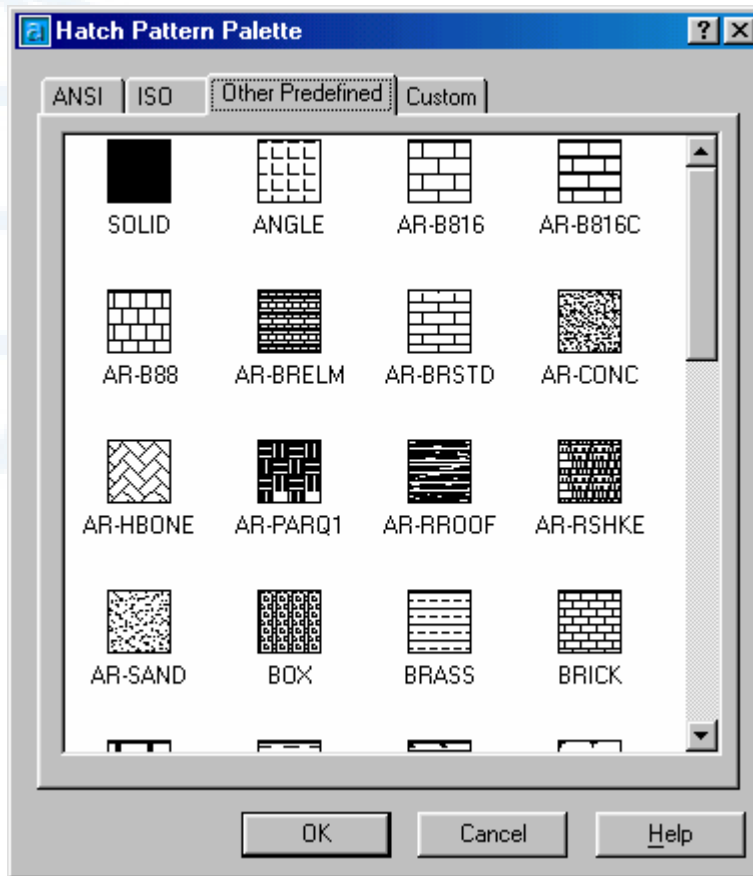 Hatch Pattern Palette
ANSI ISO Other Predefined Custom
SOLID ANGLE AR-B816 AR-B816C
AR-B88 AR-BRELM AR-BRSTD AR-CONC
AR-HBONE AR-PARQ1 AR-RROOF AR-RSHKE
AR-SAND BOX BRASS BRICK
OK Cancel Help